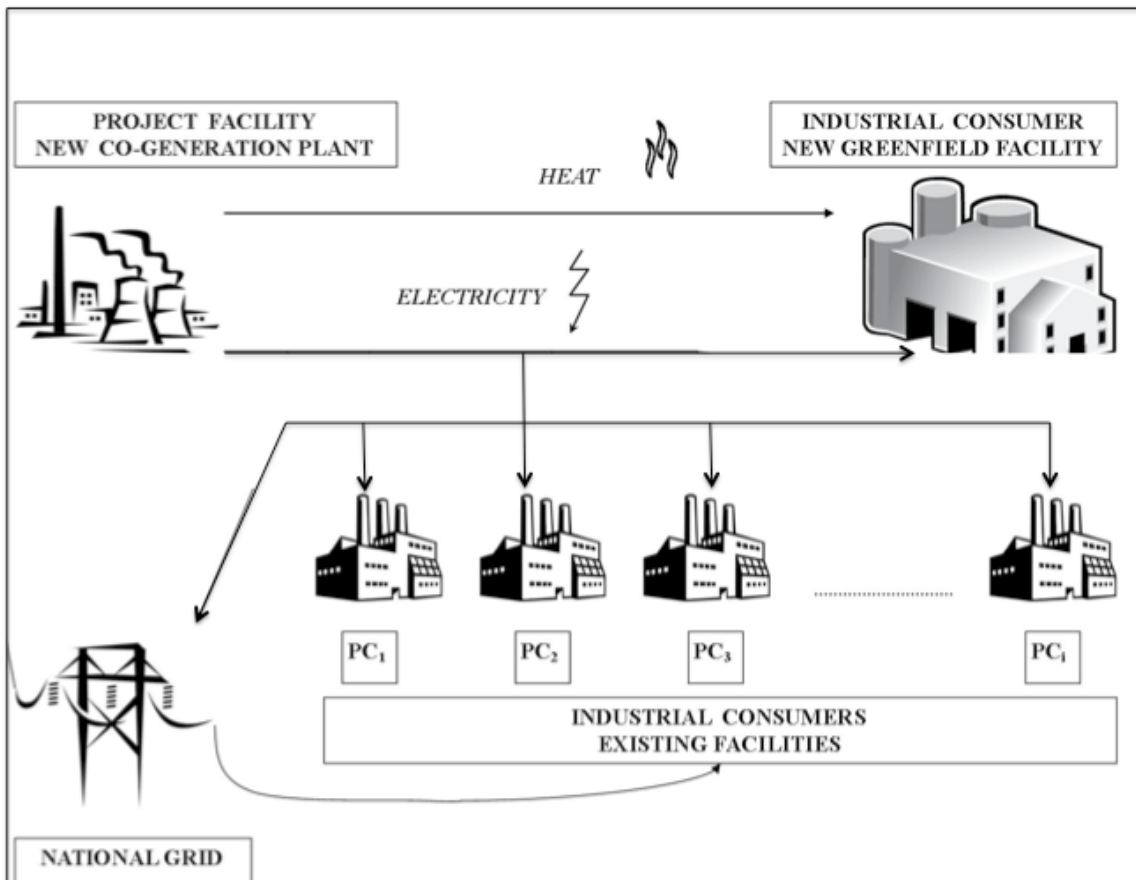 PROJECT FACILITY
NEW CO-GENERATION PLANT
INDUSTRIAL CONSUMER
NEW GREENFIELD FACILITY
HEAT
ELECTRICITY
PC₁
PC₂
PC₃
PCᵢ
INDUSTRIAL CONSUMERS
EXISTING FACILITIES
NATIONAL GRID